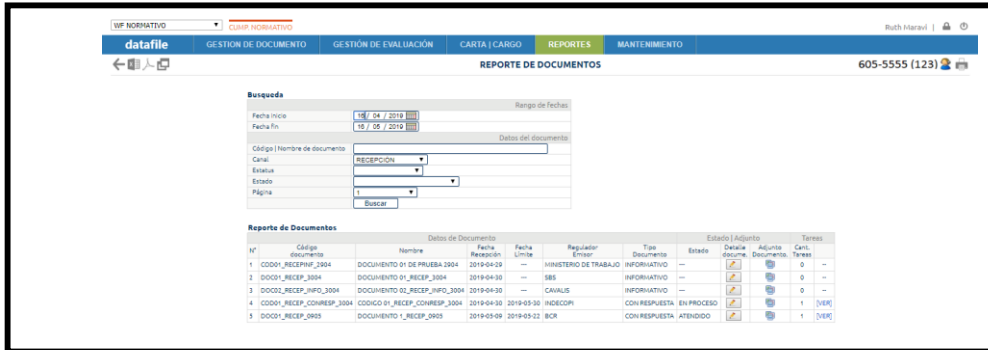 WF NORMATIVO CUMP. NORMATIVO Ruth Maravi |
datafile GESTION DE DOCUMENTO GESTIÓN DE EVALUACIÓN CARTA | CARGO REPORTES MANTENIMIENTO
REPORTE DE DOCUMENTOS 605-5555 (123)
Busqueda
Rango de fechas
Fecha Inicio 16 / 04 / 2019
Fecha fin 16 / 05 / 2019
Datos del documento
Código | Nombre de documento
Canal RECEPCIÓN
Estatus
Estado
Página 1
Buscar
Reporte de Documentos
Datos de Documento Estado | Adjunto Tareas
N° Código documento Nombre Fecha Recepción Fecha Límite Regulador Emisor Tipo Documento Estado Detalle docume. Adjunto Documento. Cant. Tareas
1 COD01_RECEPINF_2904 DOCUMENTO 01 DE PRUEBA 2904 2019-04-29 --- MINISTERIO DE TRABAJO INFORMATIVO --- 0 --
2 DOC01_RECEP_3004 DOCUMENTO 01_RECEP_3004 2019-04-30 --- SBS INFORMATIVO --- 0 --
3 DOC02_RECEP_INFO_3004 DOCUMENTO 02_RECEP_INFO_3004 2019-04-30 --- CAVALIS INFORMATIVO --- 0 --
4 COD01_RECEP_CONRESP_3004 CODIGO 01_RECEP_CONRESP_3004 2019-04-30 2019-05-30 INDECOPI CON RESPUESTA EN PROCESO 1 [VER]
5 DOC01_RECEP_0905 DOCUMENTO 1_RECEP_0905 2019-05-09 2019-05-22 BCR CON RESPUESTA ATENDIDO 1 [VER]